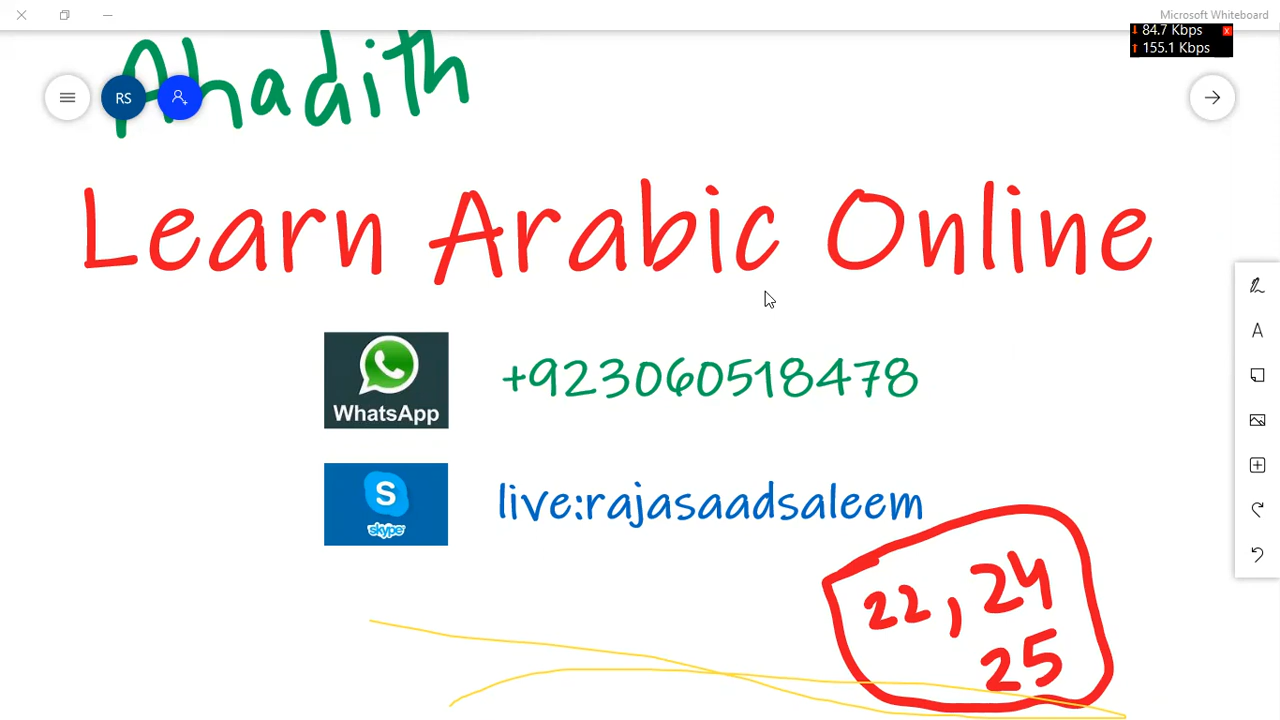 Microsoft Whiteboard
↓ 84.7 Kbps x
↑ 155.1 Kbps
Ahadith
RS
Learn Arabic Online
WhatsApp +923060518478
S
skype live:rajasaadsaleem
22, 24
25
A